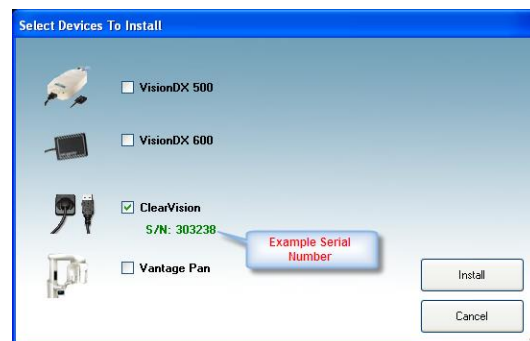 Select Devices To Install
VisionDX 500
VisionDX 600
ClearVision
S/N: 303238
Example Serial
Number
Vantage Pan
Install
Cancel